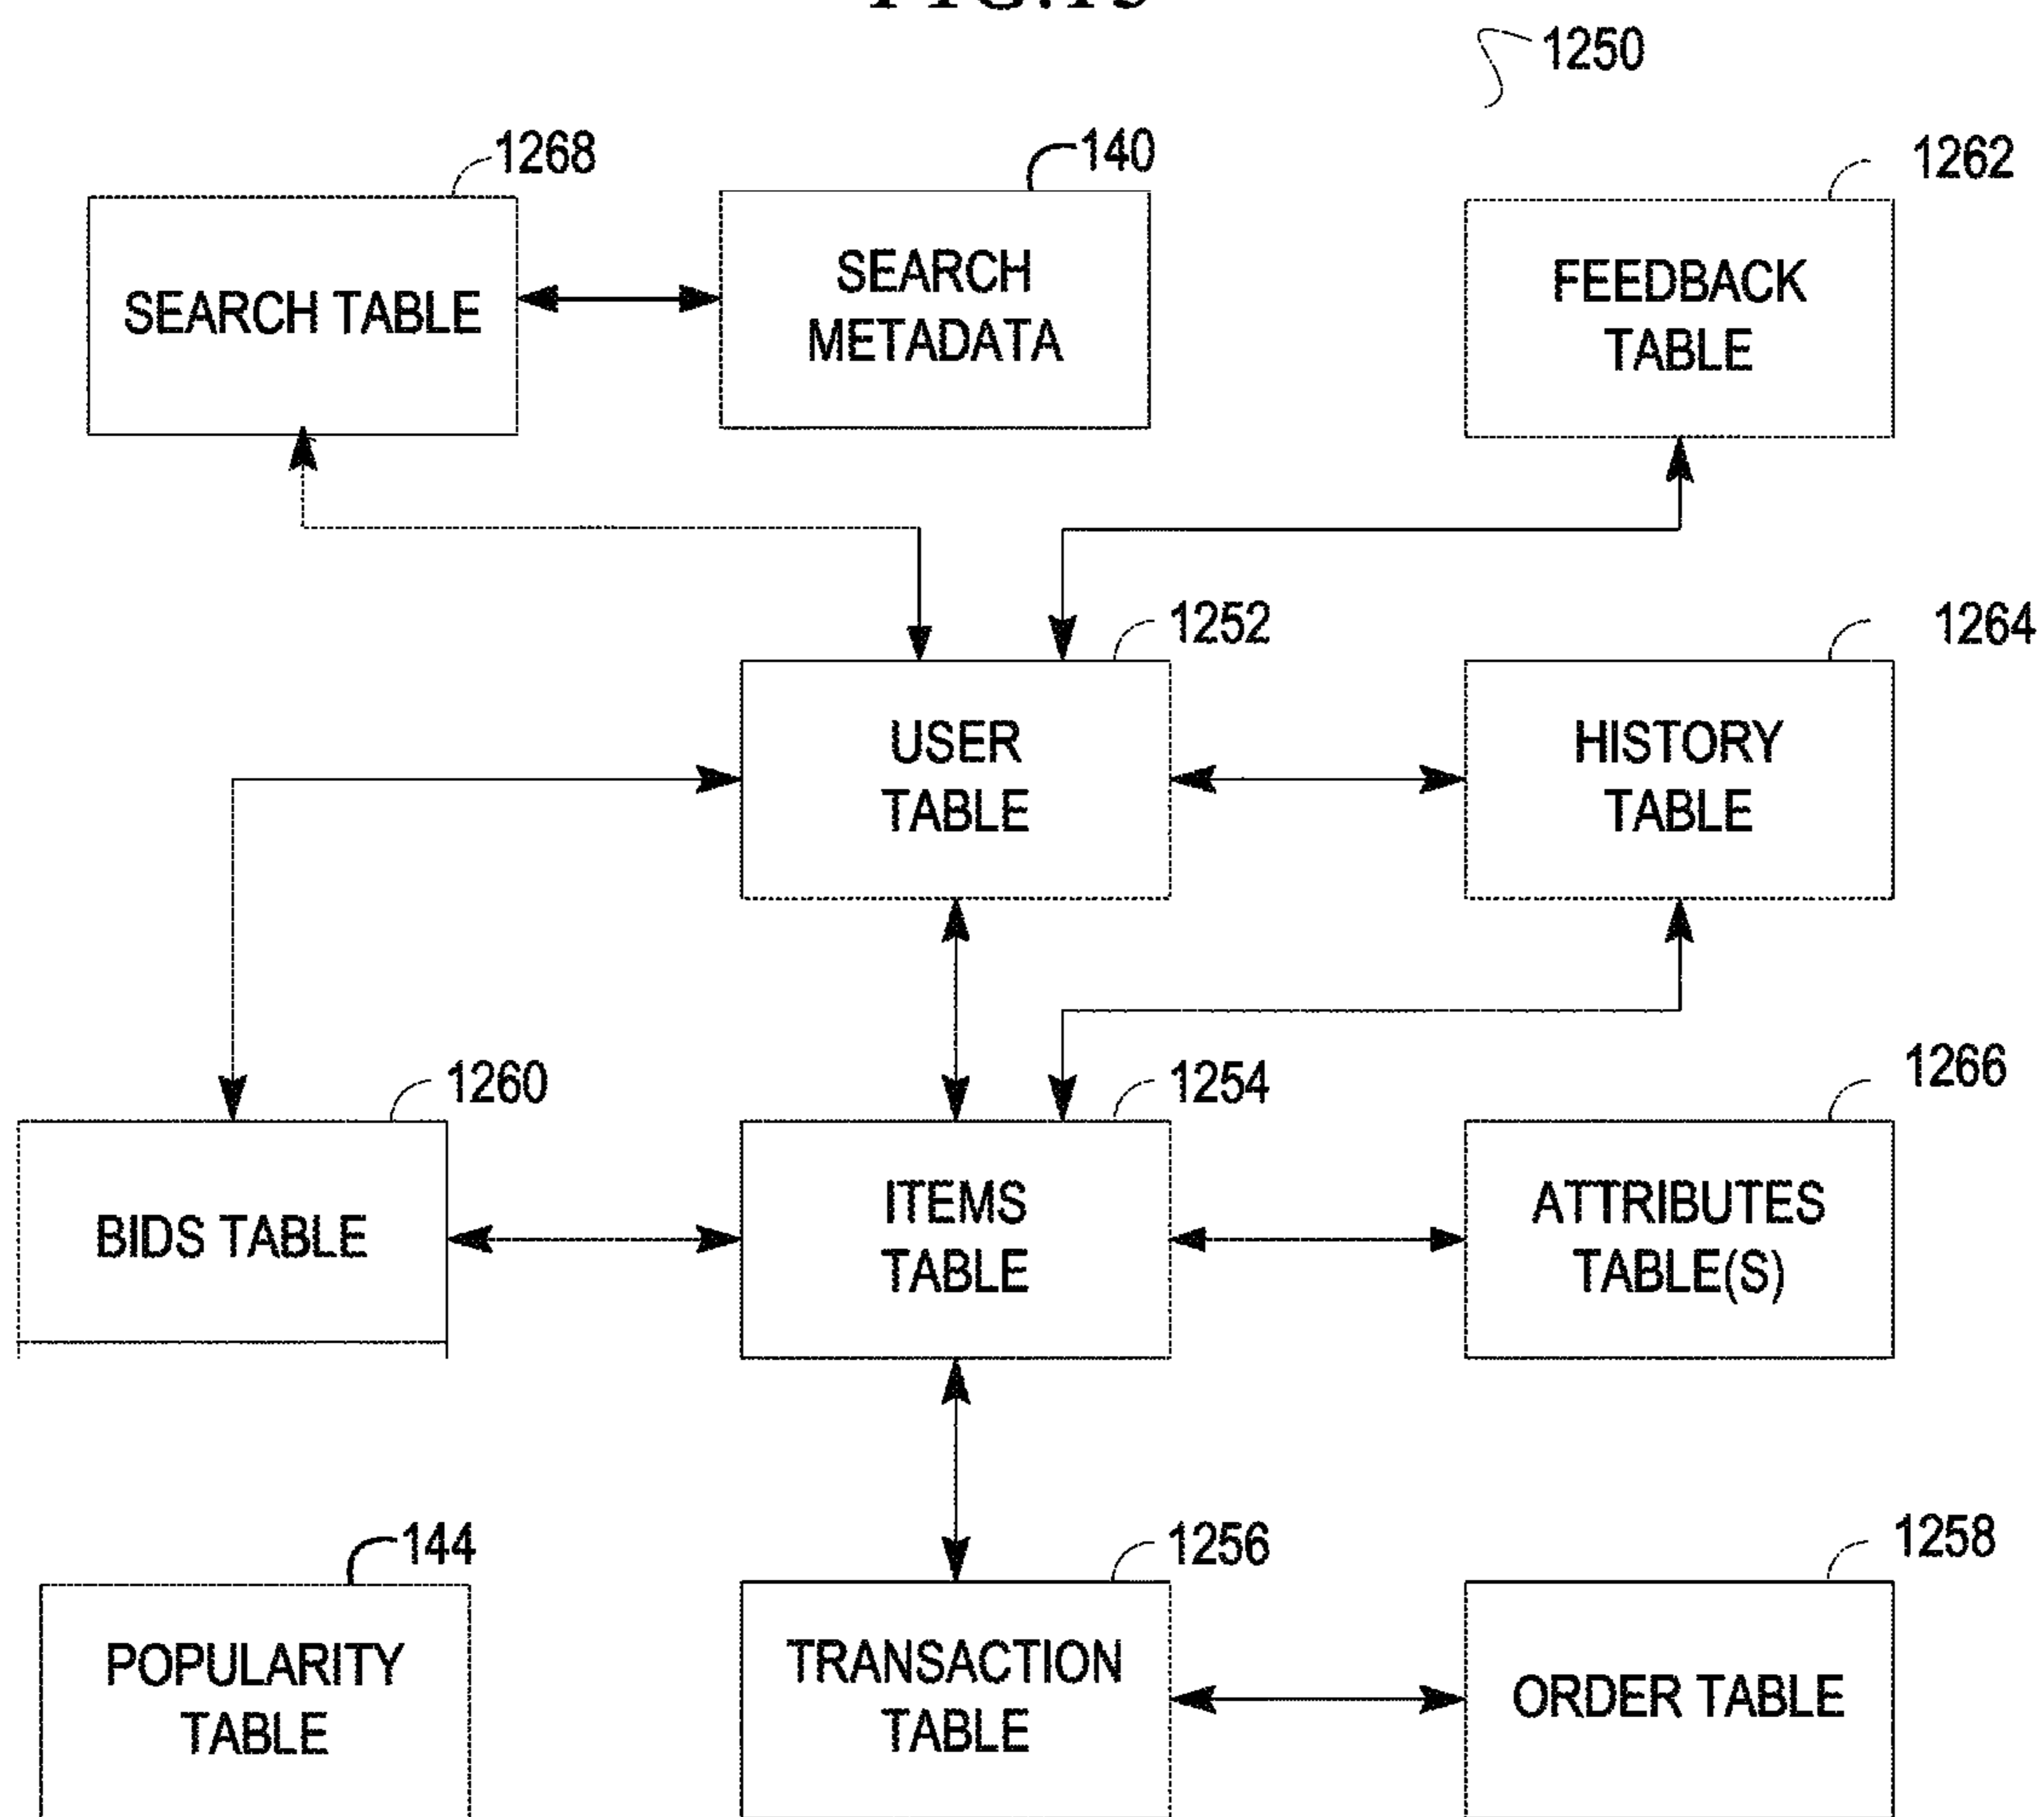 1250
1268
140
1262
SEARCH TABLE
SEARCH
METADATA
FEEDBACK
TABLE
1252
1264
USER
TABLE
HISTORY
TABLE
1260
1254
1266
BIDS TABLE
ITEMS
TABLE
ATTRIBUTES
TABLE(S)
144
1256
1258
POPULARITY
TABLE
TRANSACTION
TABLE
ORDER TABLE